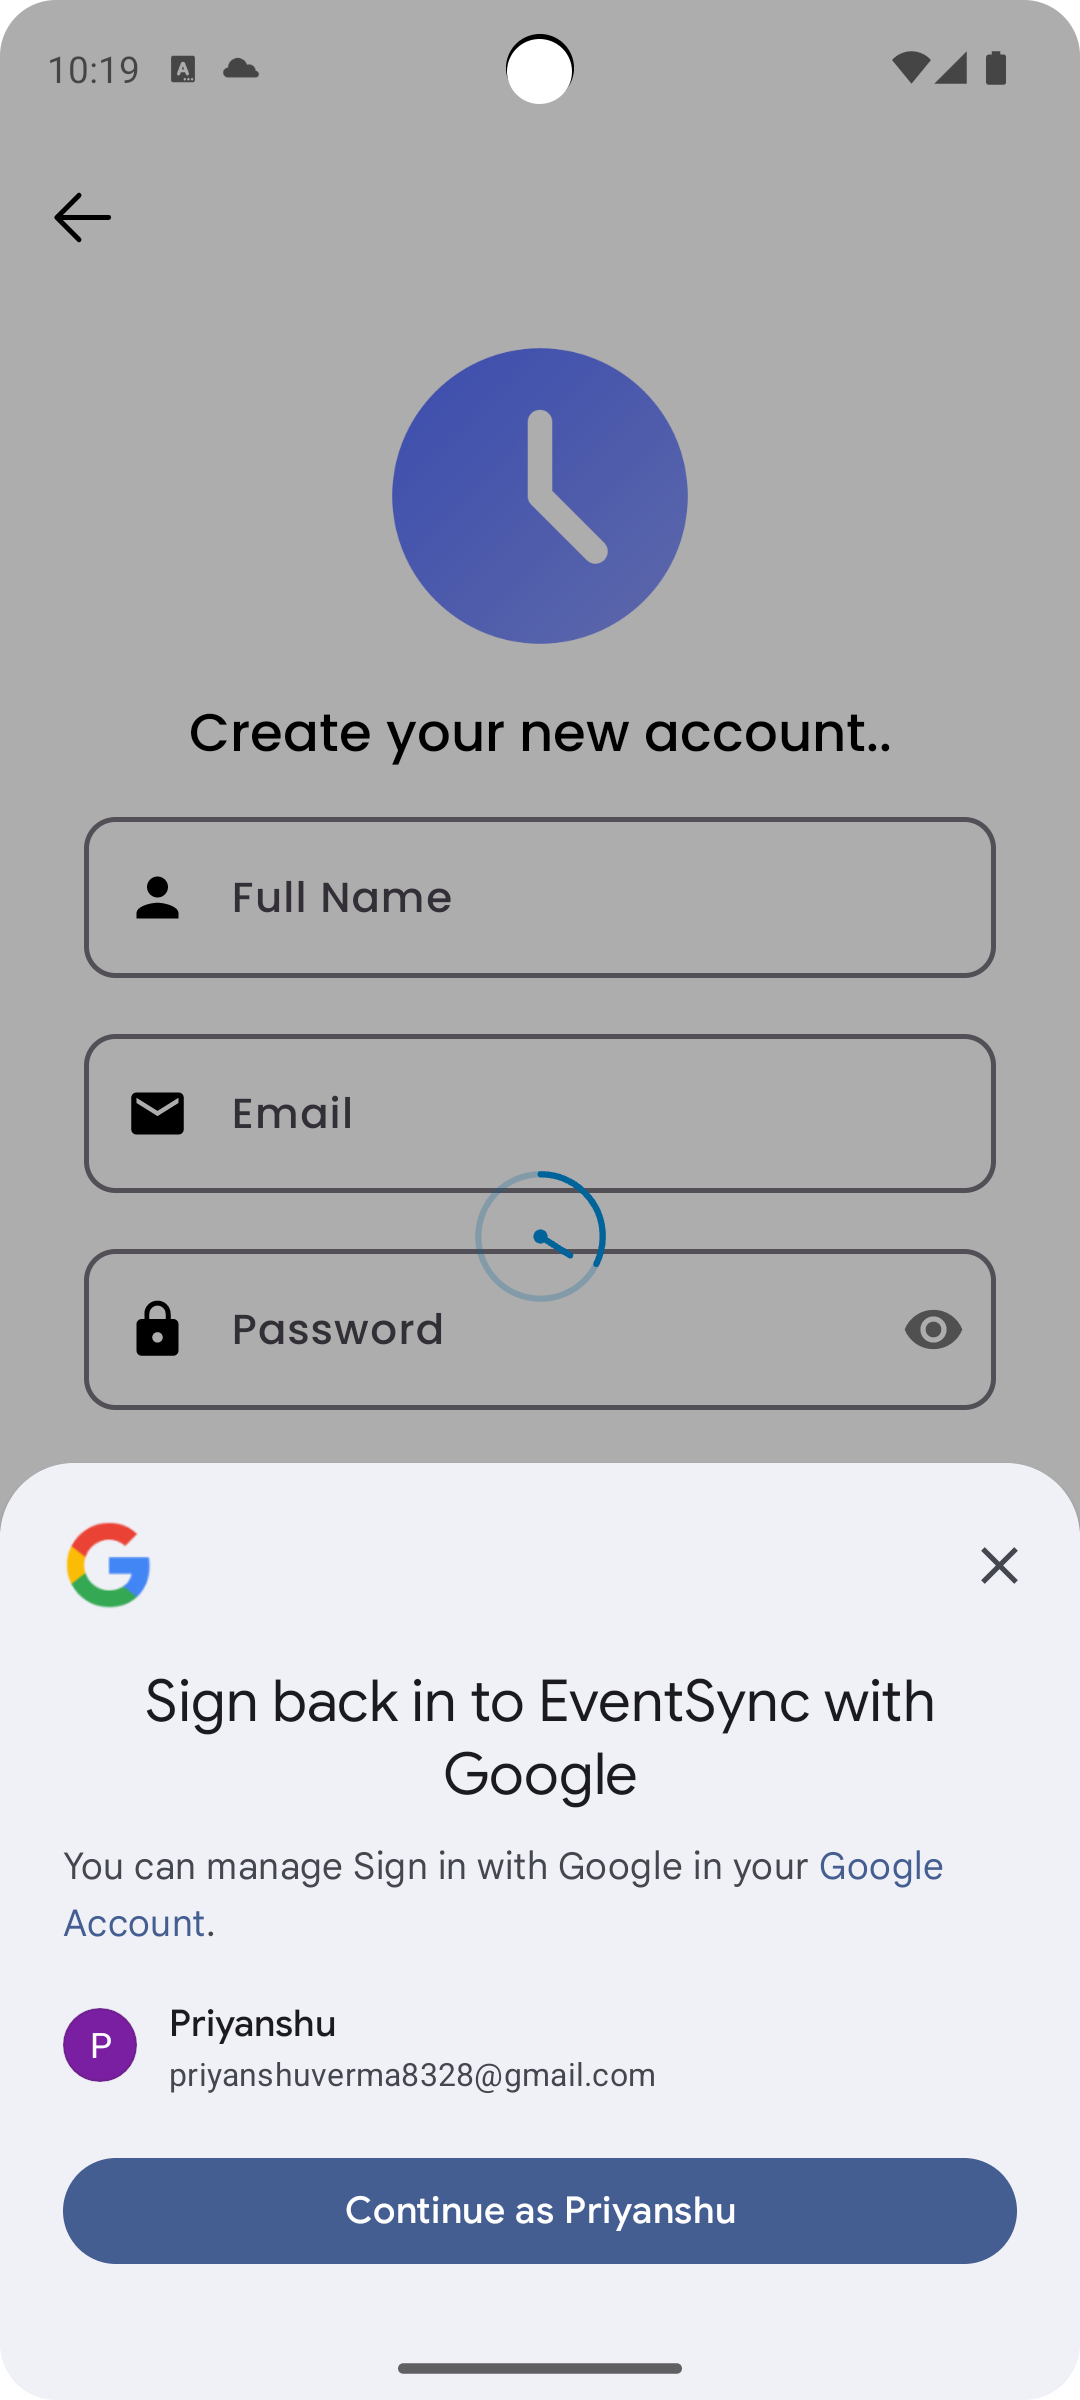 10:19
Create your new account..
Full Name
Email
Password
Sign back in to EventSync with
Google
You can manage Sign in with Google in your Google
Account.
P
Priyanshu
priyanshuverma8328@gmail.com
Continue as Priyanshu